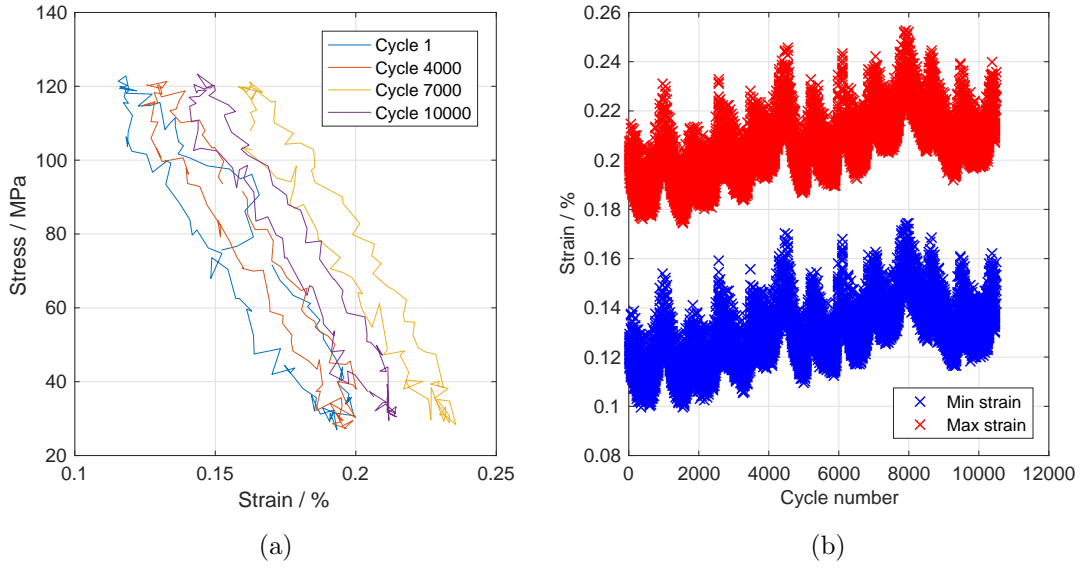 140
120
100
80
60
40
20
0.1
0.15
0.2
0.25
Stress / MPa
Strain / %
Cycle 1
Cycle 4000
Cycle 7000
Cycle 10000
(a)
0.26
0.24
0.22
0.2
0.18
0.16
0.14
0.12
0.1
0.08
0
2000
4000
6000
8000
10000
12000
Strain / %
Cycle number
Min strain
Max strain
(b)